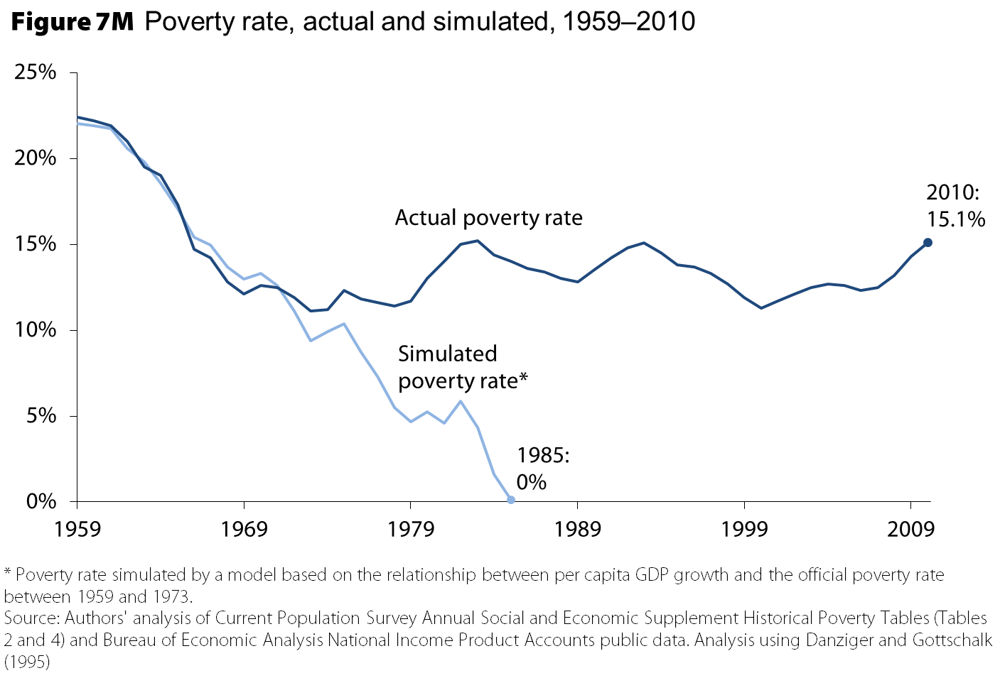 Figure 7M Poverty rate, actual and simulated, 1959–2010
25%
20%
15%
10%
5%
0%
Actual poverty rate
2010:
15.1%
Simulated
poverty rate*
1985:
0%
1959
1969
1979
1989
1999
2009
* Poverty rate simulated by a model based on the relationship between per capita GDP growth and the official poverty rate
between 1959 and 1973.
Source: Authors' analysis of Current Population Survey Annual Social and Economic Supplement Historical Poverty Tables (Tables
2 and 4) and Bureau of Economic Analysis National Income Product Accounts public data. Analysis using Danziger and Gottschalk
(1995)